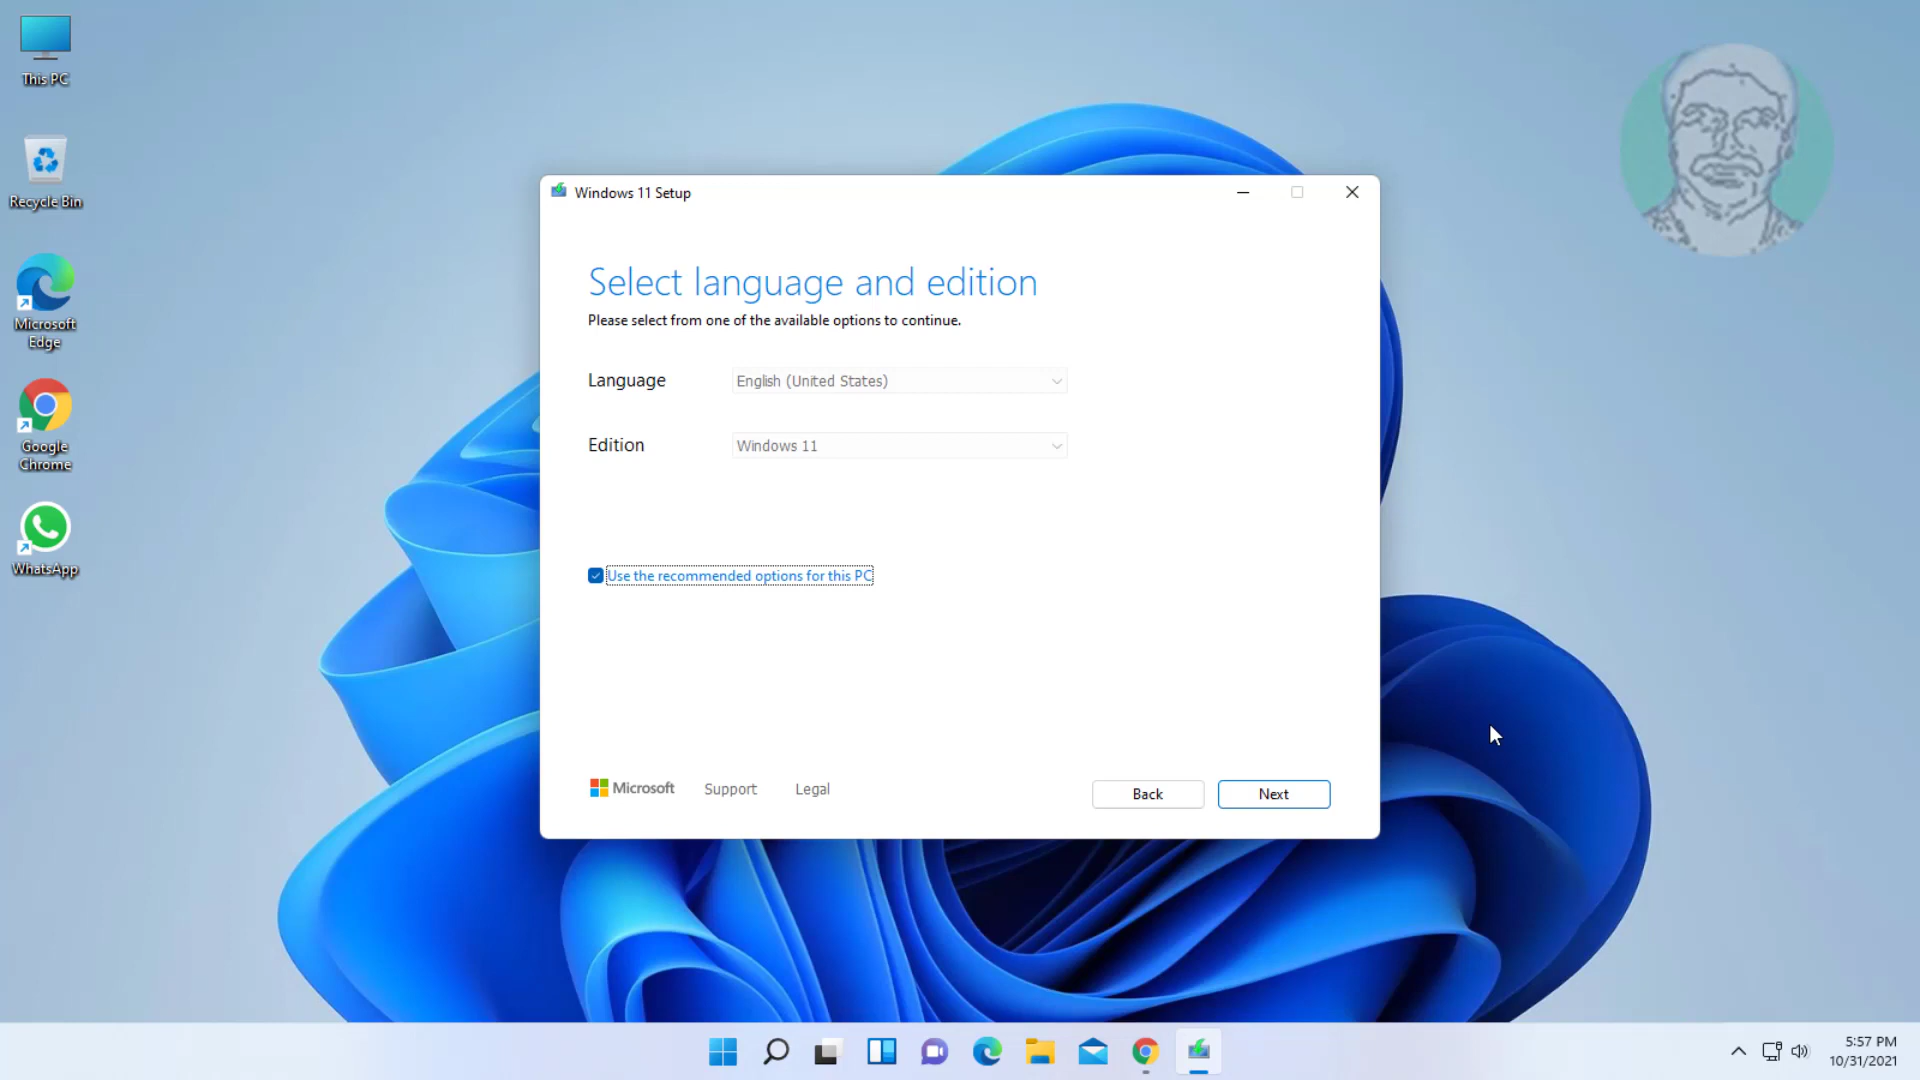 This PC
Recycle Bin
Microsoft
Edge
Google
Chrome
WhatsApp
Windows 11 Setup
Select language and edition
Please select from one of the available options to continue.
Language English (United States)
Edition Windows 11
Use the recommended options for this PC
Microsoft Support Legal Back Next
5:57 PM
10/31/2021